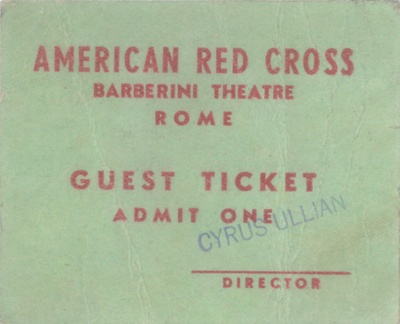 AMERICAN RED CROSS
BARBERINI THEATRE
ROME
GUEST TICKET
ADMIT ONE
CYRUS ULLIAN
DIRECTOR